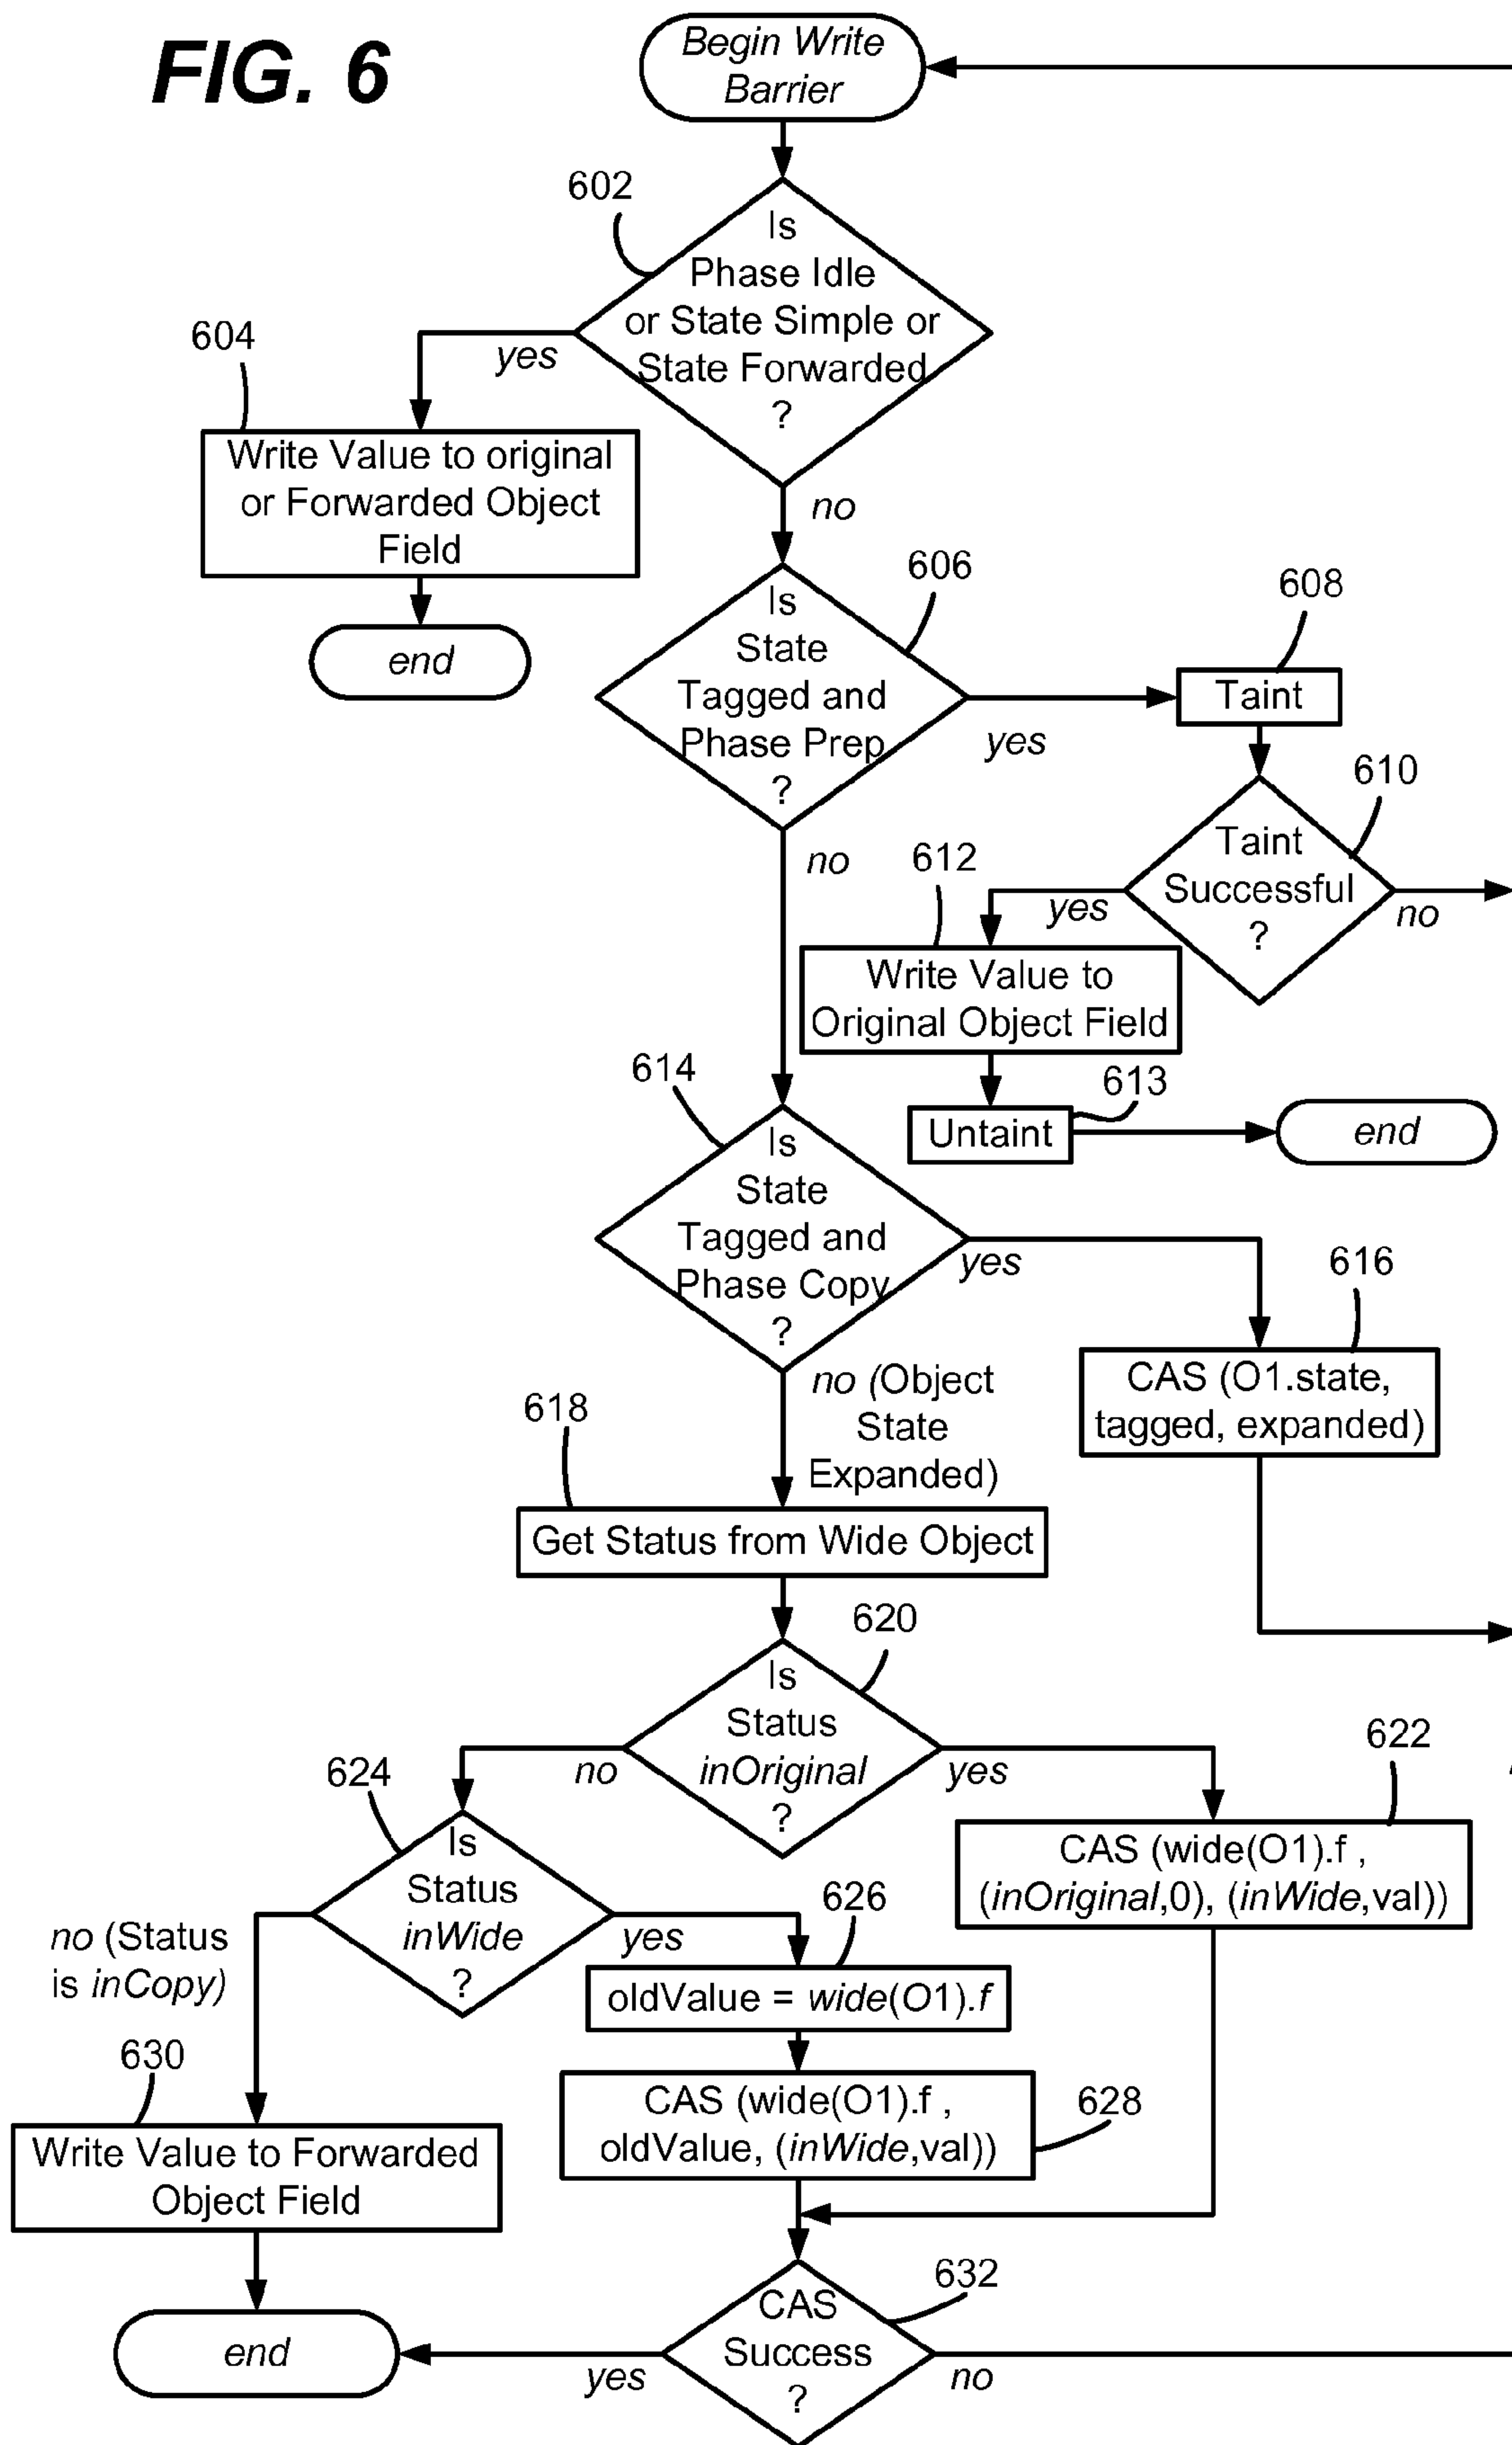 FIG. 6
Begin Write
Barrier
602
Is
Phase Idle
or State Simple or
State Forwarded
?
yes
604
Write Value to original
or Forwarded Object
Field
end
no
606
Is
State
Tagged and
Phase Prep
?
yes
608
Taint
610
Taint
Successful
?
no
yes
612
Write Value to
Original Object Field
613
Untaint
end
no
614
Is
State
Tagged and
Phase Copy
?
yes
616
CAS (O1.state,
tagged, expanded)
no (Object
State
Expanded)
618
Get Status from Wide Object
620
Is
Status
inOriginal
?
no
yes
622
CAS (wide(O1).f ,
(inOriginal,0), (inWide,val))
624
Is
Status
inWide
?
no (Status
is inCopy)
yes
626
oldValue = wide(O1).f
628
CAS (wide(O1).f ,
oldValue, (inWide,val))
630
Write Value to Forwarded
Object Field
632
CAS
Success
?
yes
no
end